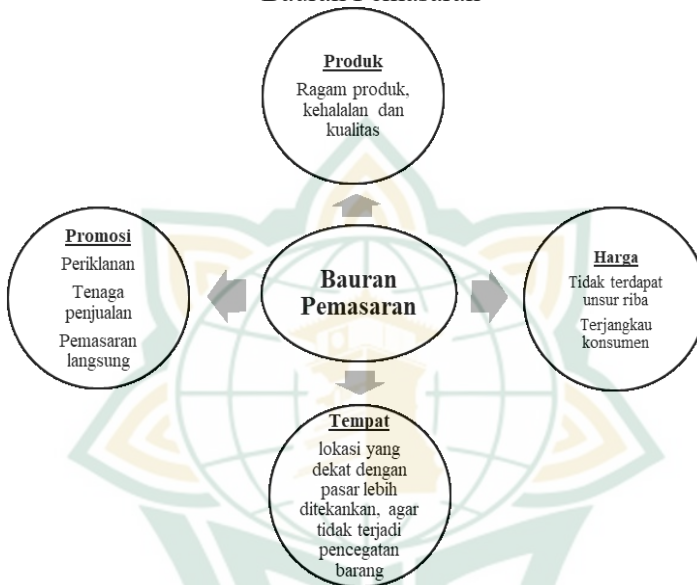 Bauran Pemasaran
Produk
Ragam produk,
kehalalan dan
kualitas
Promosi
Periklanan
Tenaga
penjualan
Pemasaran
langsung
Bauran
Pemasaran
Harga
Tidak terdapat
unsur riba
Terjangkau
konsumen
Tempat
lokasi yang
dekat dengan
pasar lebih
ditekankan, agar
tidak terjadi
pencegatan
barang